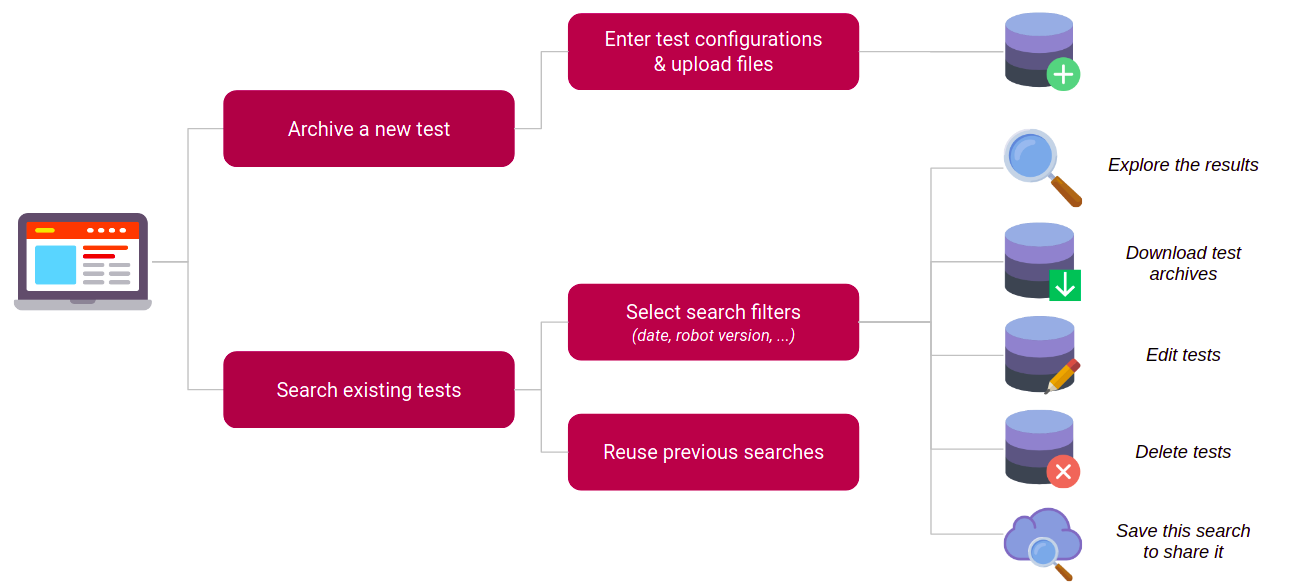 Enter test configurations
& upload files
Archive a new test
Explore the results
Download test
archives
Select search filters
(date, robot version, ...)
Edit tests
Search existing tests
Reuse previous searches
Delete tests
Save this search
to share it